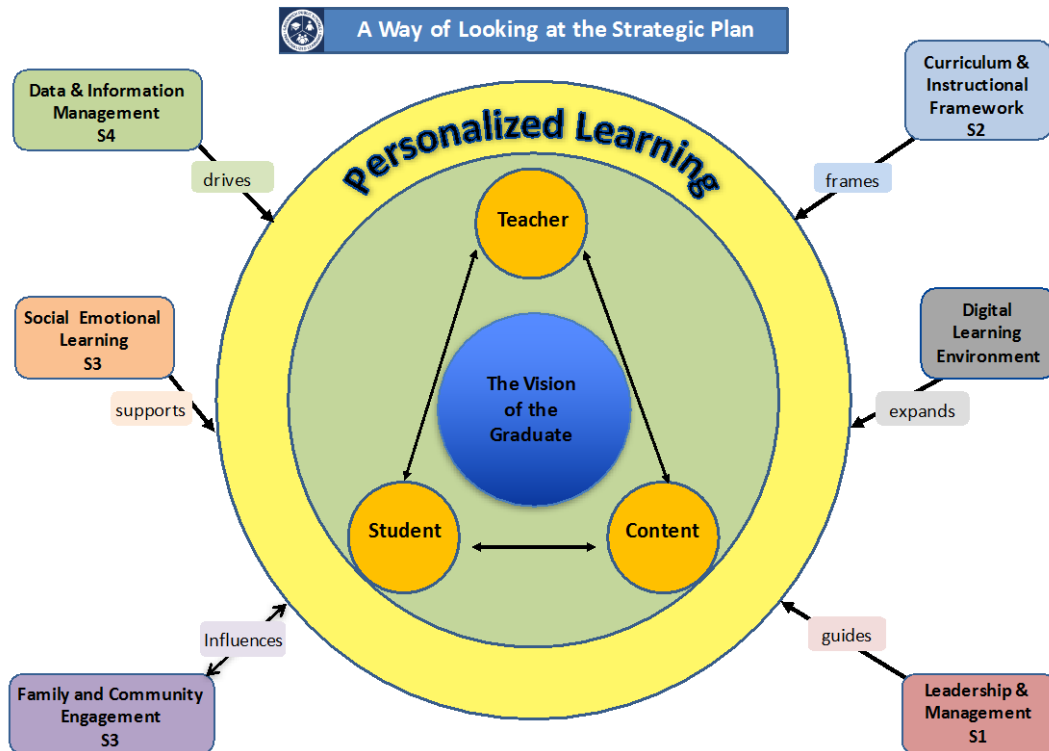 A Way of Looking at the Strategic Plan
Data & Information
Management
S4
drives
Curriculum &
Instructional
Framework
S2
frames
Personalized Learning
Teacher
Social Emotional
Learning
S3
supports
Digital
Learning
Environment
expands
The Vision
of the
Graduate
Student
Content
Influences
Family and Community
Engagement
S3
guides
Leadership &
Management
S1